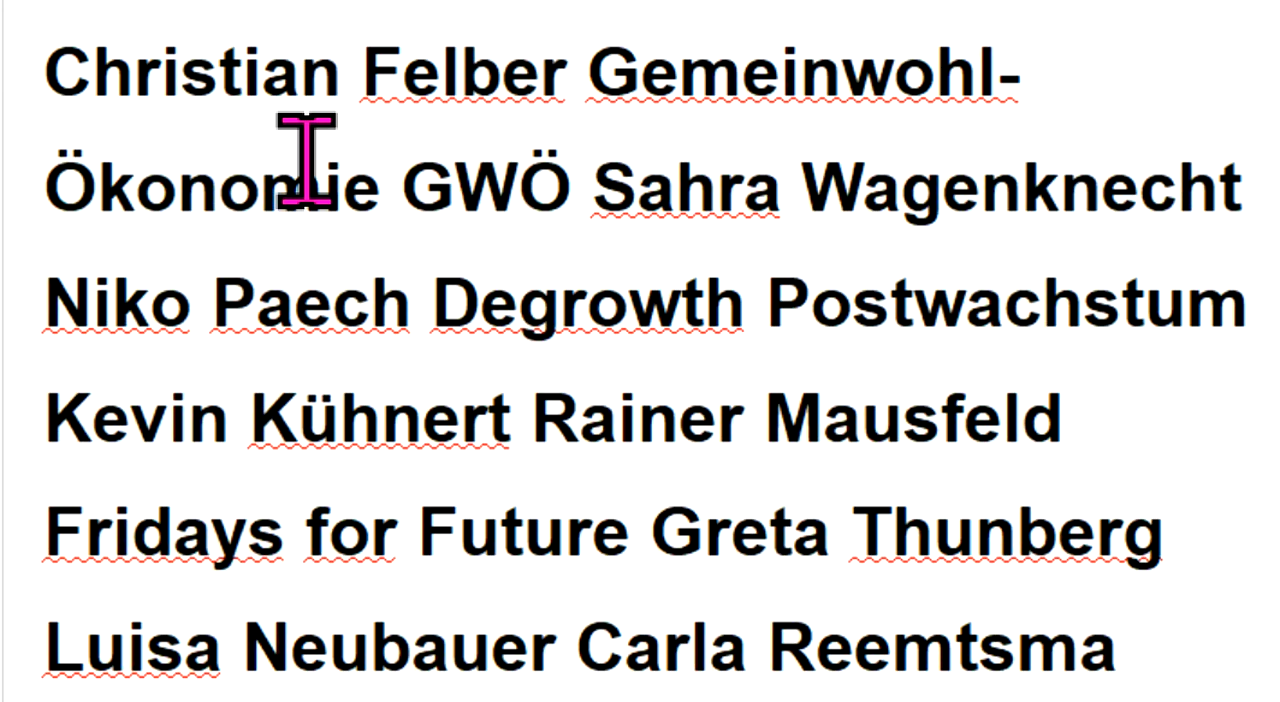 Christian Felber Gemeinwohl-
Ökonomie GWÖ Sahra Wagenknecht
Niko Paech Degrowth Postwachstum
Kevin Kühnert Rainer Mausfeld
Fridays for Future Greta Thunberg
Luisa Neubauer Carla Reemtsma